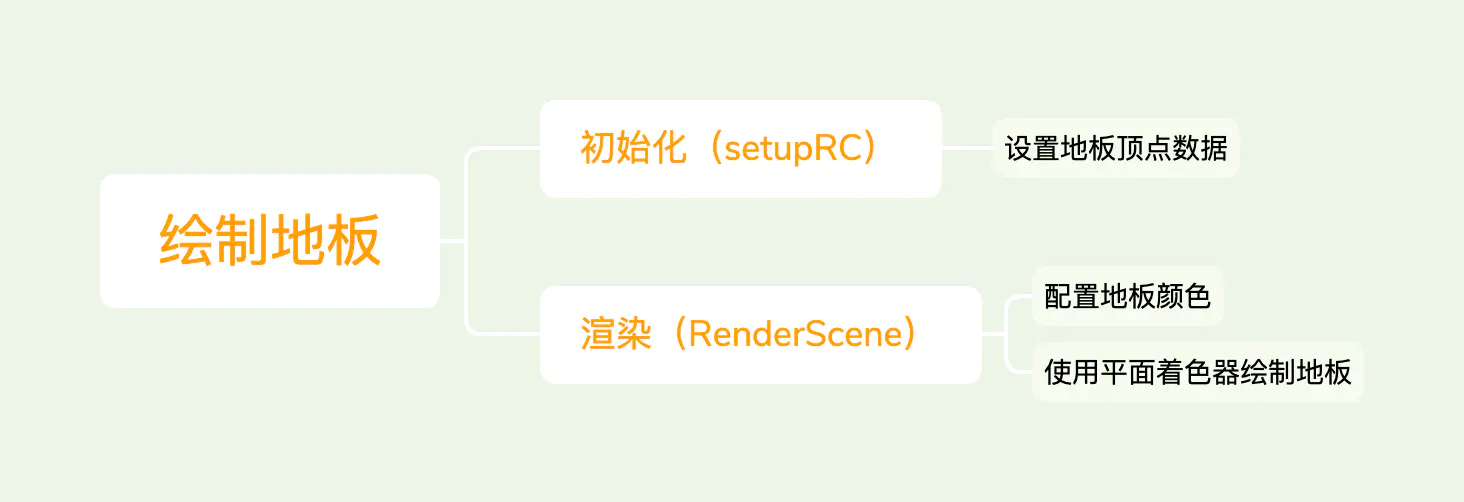 绘制地板
初始化（setupRC）
设置地板顶点数据
渲染（RenderScene）
配置地板颜色
使用平面着色器绘制地板